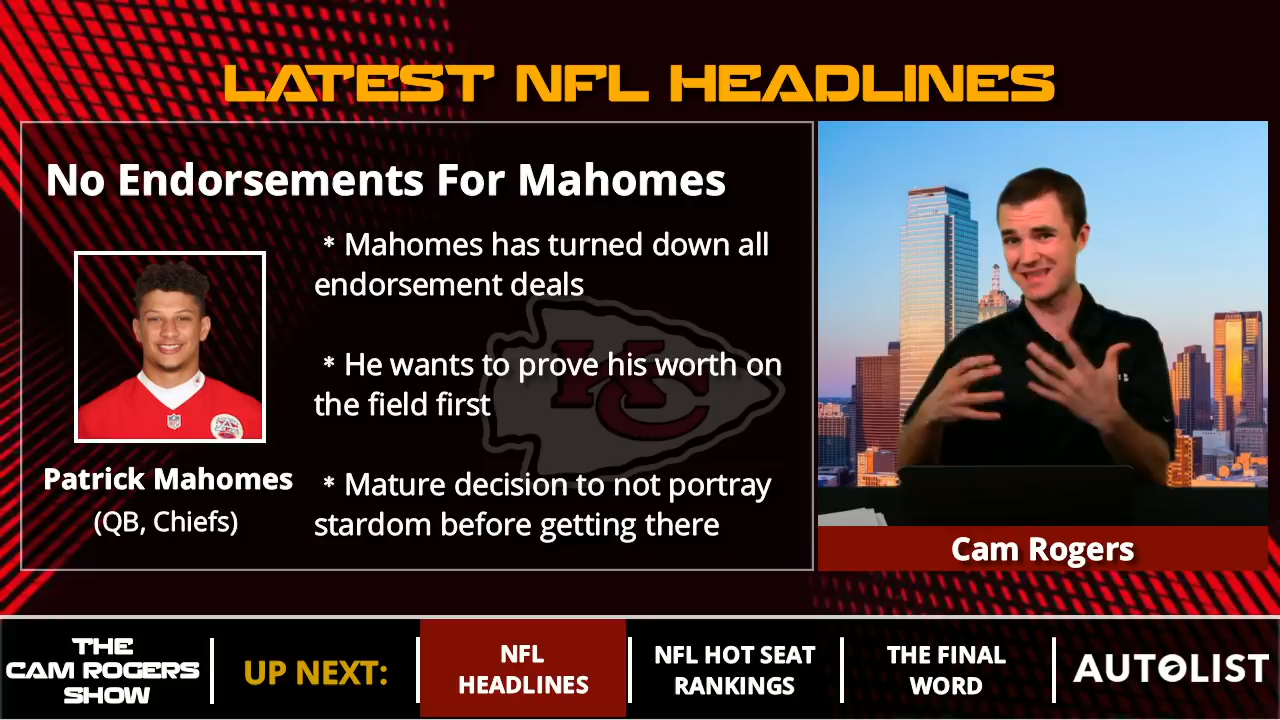 LATEST NFL HEADLINES
No Endorsements For Mahomes
* Mahomes has turned down all
endorsement deals
* He wants to prove his worth on
the field first
* Mature decision to not portray
stardom before getting there
KC
Patrick Mahomes
(QB, Chiefs)
Cam Rogers
THE
CAM ROGERS
SHOW
UP NEXT:
NFL
HEADLINES
NFL HOT SEAT
RANKINGS
THE FINAL
WORD
AUTOLIST